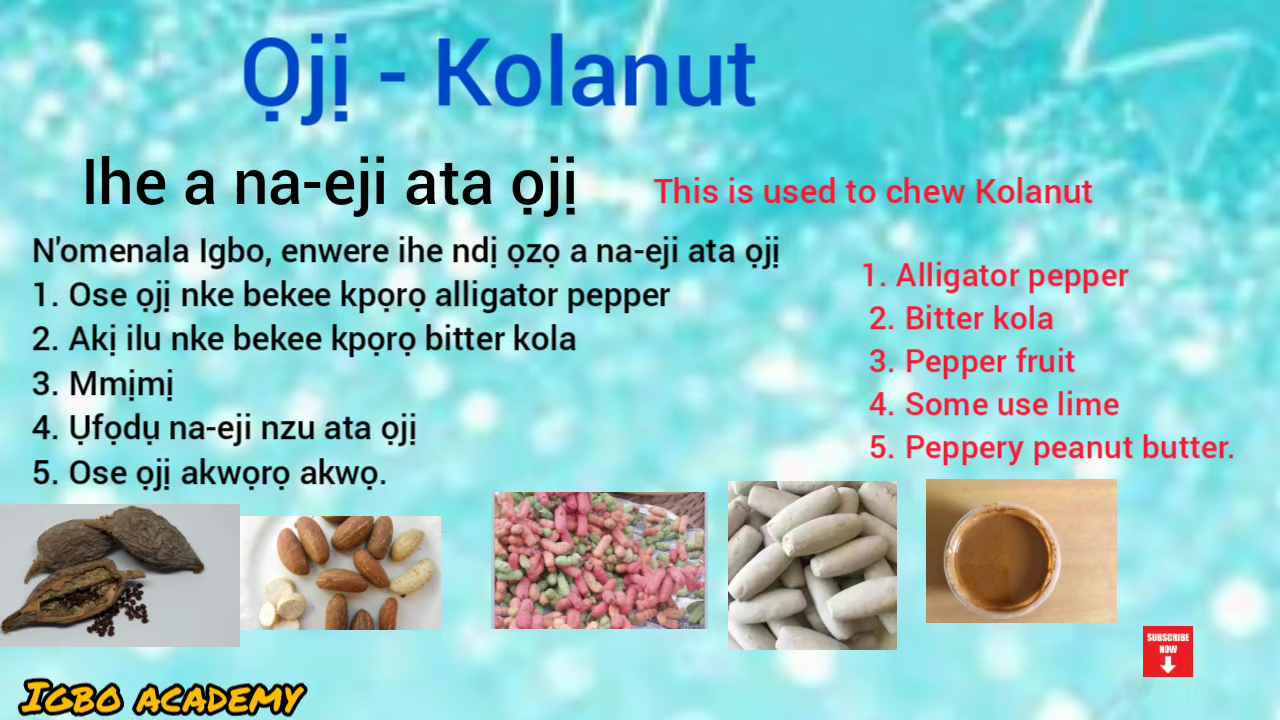 Ọjị - Kolanut
Ihe a na-eji ata ọjị
This is used to chew Kolanut
N'omenala Igbo, enwere ihe ndị ọzọ a na-eji ata ọjị
1. Ose ọjị nke bekee kpọrọ alligator pepper
2. Akị ilu nke bekee kpọrọ bitter kola
3. Mmịmị
4. Ụfọdụ na-eji nzu ata ọjị
5. Ose ọjị akwọrọ akwọ.
1. Alligator pepper
2. Bitter kola
3. Pepper fruit
4. Some use lime
5. Peppery peanut butter.
SUBSCRIBE
NOW
IGBO ACADEMY